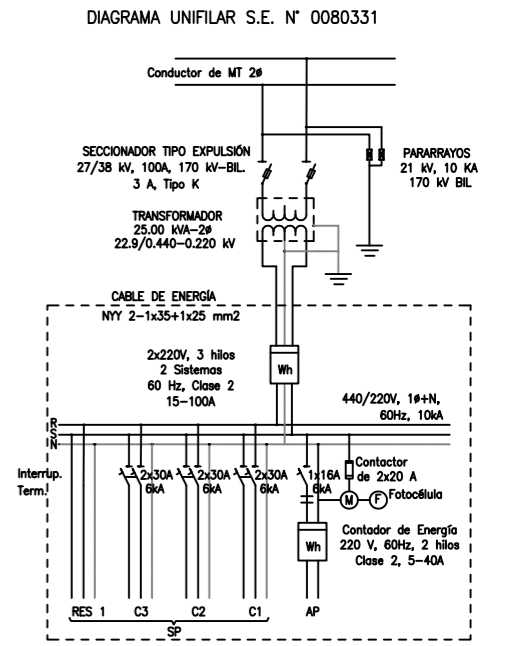 DIAGRAMA UNIFILAR S.E. N° 0080331
Conductor de MT 2ø
SECCIONADOR TIPO EXPULSIÓN
27/38 kV, 100A, 170 kV-BIL.
3 A, Tipo K
PARARRAYOS
21 kV, 10 KA
170 kV BIL
TRANSFORMADOR
25.00 kVA-2ø
22.9/0.440-0.220 kV
CABLE DE ENERGÍA
NYY 2-1x35+1x25 mm2
2x220V, 3 hilos
2 Sistemas
60 Hz, Clase 2
15-100A
Wh
440/220V, 1ø+N,
60Hz, 10kA
R
S
N
Interrup.
Term.
2x30A
6kA
2x30A
6kA
2x30A
6kA
1x16A
6kA
Contactor
de 2x20 A
M
F
Fotocélula
Wh
Contador de Energía
220 V, 60Hz, 2 hilos
Clase 2, 5-40A
RES 1
C3
C2
C1
AP
SP